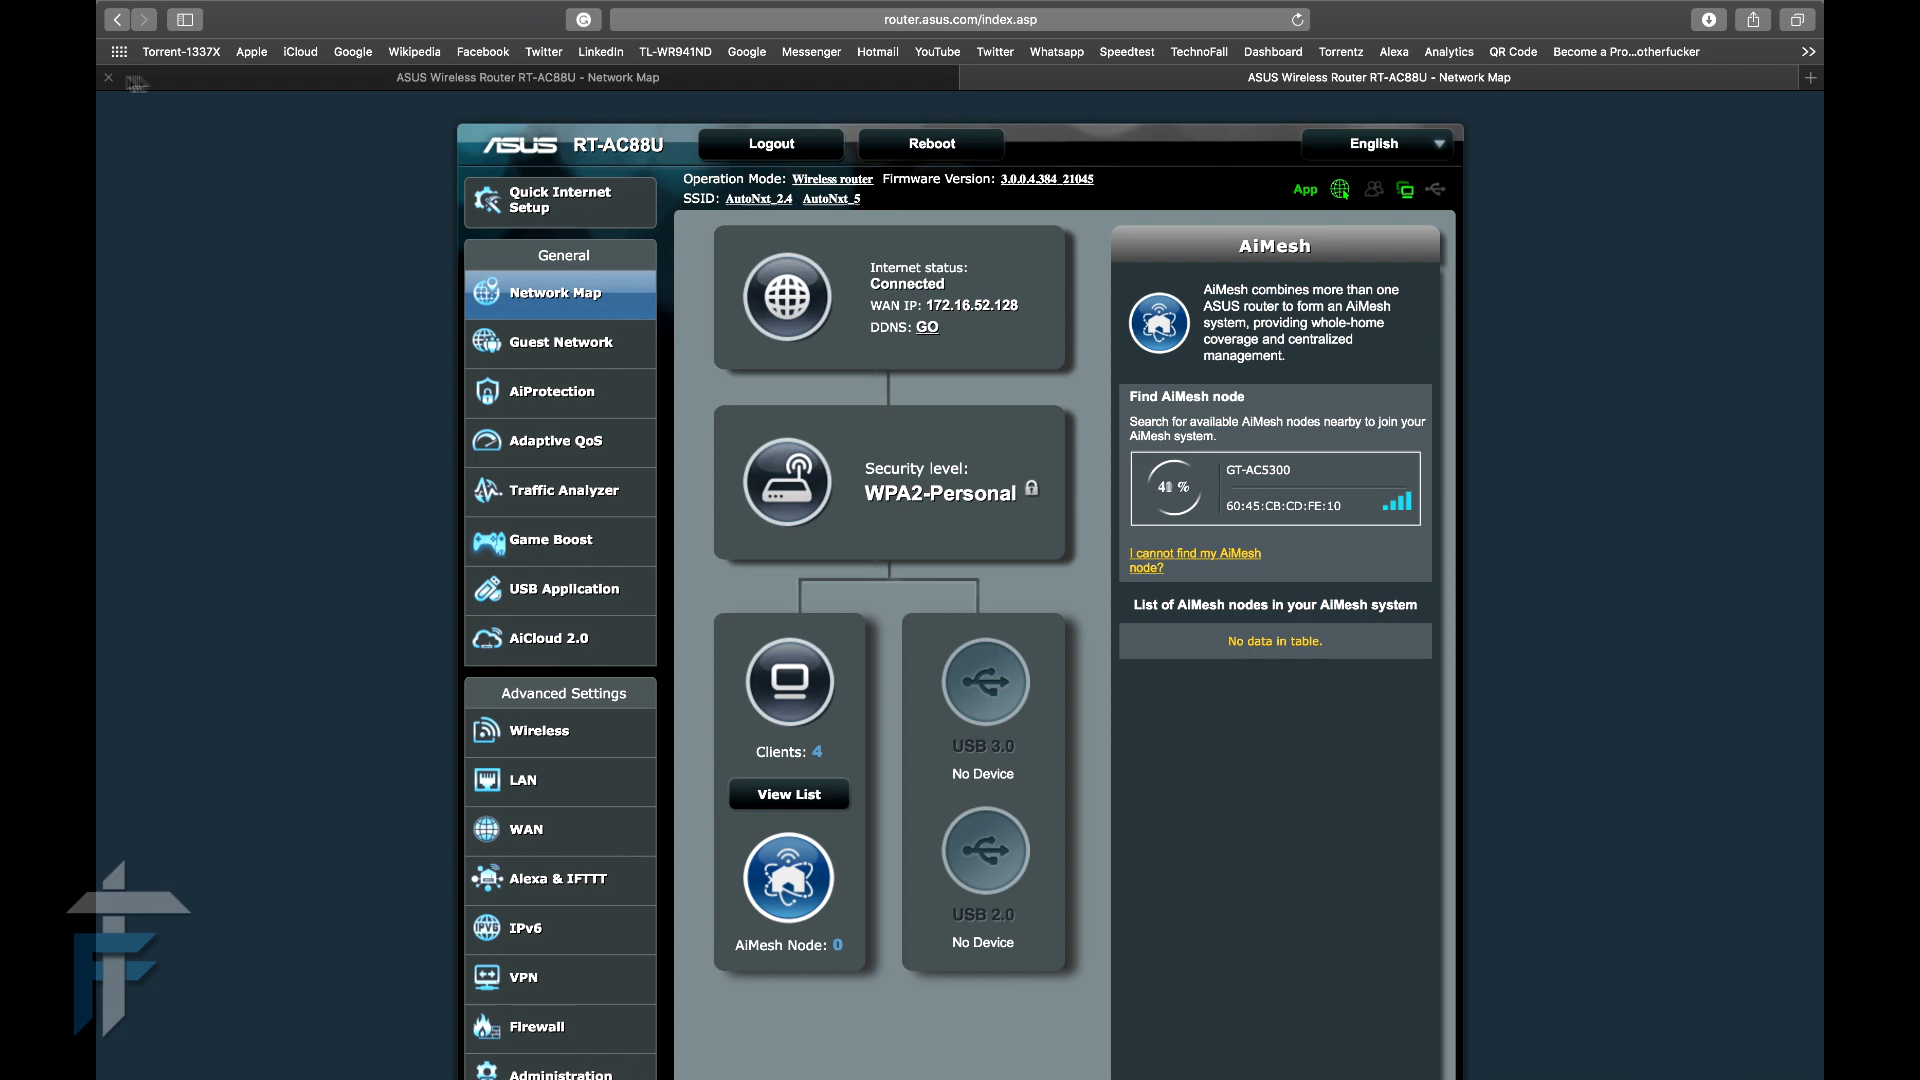 router.asus.com/index.asp
Torrent-1337X Apple iCloud Google Wikipedia Facebook Twitter LinkedIn TL-WR941ND Google Messenger Hotmail YouTube Twitter Whatsapp Speedtest TechnoFall Dashboard Torrentz Alexa Analytics QR Code Become a Pro...otherfucker
ASUS Wireless Router RT-AC88U - Network Map
ASUS Wireless Router RT-AC88U - Network Map
ASUS RT-AC88U Logout Reboot English
Operation Mode: Wireless router Firmware Version: 3.0.0.4.384_21045
SSID: AutoNxt_2.4 AutoNxt_5
App
Quick Internet
Setup
General
Network Map
Guest Network
AiProtection
Adaptive QoS
Traffic Analyzer
Game Boost
USB Application
AiCloud 2.0
Advanced Settings
Wireless
LAN
WAN
Alexa & IFTTT
IPv6
VPN
Firewall
Administration
Internet status:
Connected
WAN IP: 172.16.52.128
DDNS: GO
Security level:
WPA2-Personal
Clients: 4
View List
AiMesh Node: 0
USB 3.0
No Device
USB 2.0
No Device
AiMesh
AiMesh combines more than one
ASUS router to form an AiMesh
system, providing whole-home
coverage and centralized
management.
Find AiMesh node
Search for available AiMesh nodes nearby to join your
AiMesh system.
GT-AC5300
60:45:CB:CD:FE:10
I cannot find my AiMesh
node?
List of AiMesh nodes in your AiMesh system
No data in table.